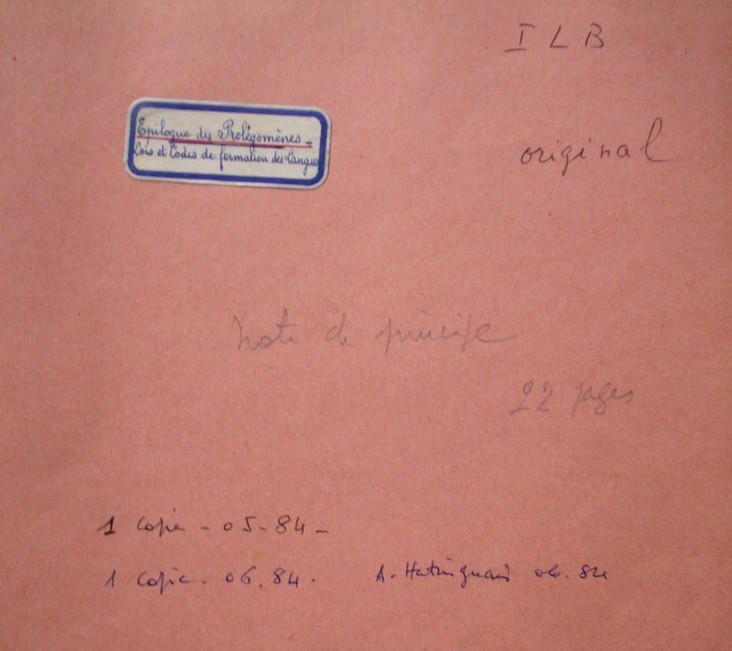 I L B
Epilogue des Prolégomènes -
Lois et Codes de formation des Langues
original
Note de principe
22 pages
1 copie - 05-84 -
1 copie. 06.84. A. 06.84